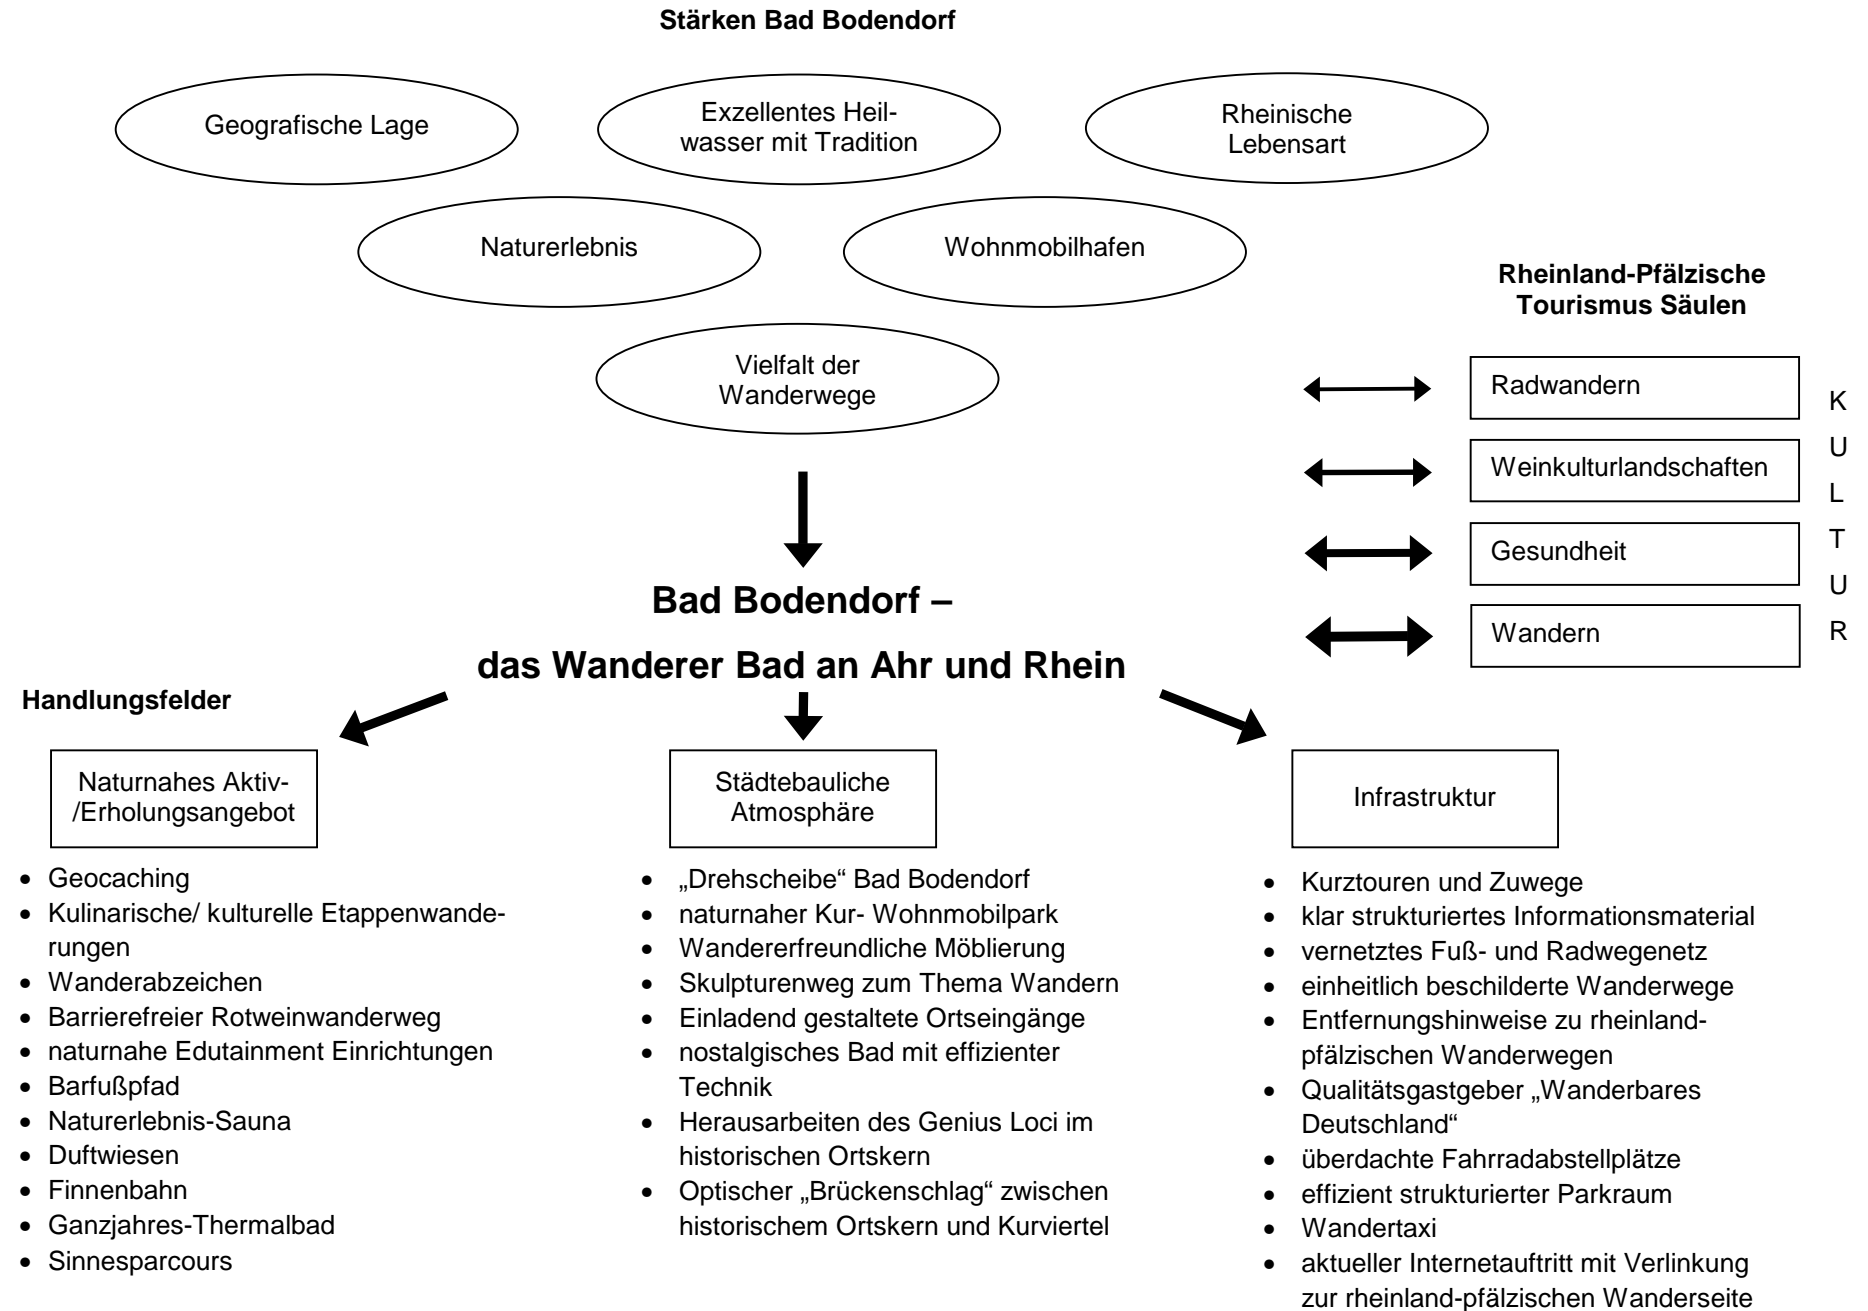 Stärken Bad Bodendorf
Geografische Lage
Exzellentes Heil-
wasser mit Tradition
Rheinische
Lebensart
Naturerlebnis
Wohnmobilhafen
Vielfalt der
Wanderwege
Rheinland-Pfälzische
Tourismus Säulen
Radwandern
Weinkulturlandschaften
Gesundheit
Wandern
K
U
L
T
U
R
Bad Bodendorf –
das Wanderer Bad an Ahr und Rhein
Handlungsfelder
Naturnahes Aktiv-
/Erholungsangebot
• Geocaching
• Kulinarische/ kulturelle Etappenwande-
rungen
• Wanderabzeichen
• Barrierefreier Rotweinwanderweg
• naturnahe Edutainment Einrichtungen
• Barfußpfad
• Naturerlebnis-Sauna
• Duftwiesen
• Finnenbahn
• Ganzjahres-Thermalbad
• Sinnesparcours
Städtebauliche
Atmosphäre
• „Drehscheibe“ Bad Bodendorf
• naturnaher Kur- Wohnmobilpark
• Wandererfreundliche Möblierung
• Skulpturenweg zum Thema Wandern
• Einladend gestaltete Ortseingänge
• nostalgisches Bad mit effizienter
Technik
• Herausarbeiten des Genius Loci im
historischen Ortskern
• Optischer „Brückenschlag“ zwischen
historischem Ortskern und Kurviertel
Infrastruktur
• Kurztouren und Zuwege
• klar strukturiertes Informationsmaterial
• vernetztes Fuß- und Radwegenetz
• einheitlich beschilderte Wanderwege
• Entfernungshinweise zu rheinland-
pfälzischen Wanderwegen
• Qualitätsgastgeber „Wanderbares
Deutschland“
• überdachte Fahrradabstellplätze
• effizient strukturierter Parkraum
• Wandertaxi
• aktueller Internetauftritt mit Verlinkung
zur rheinland-pfälzischen Wanderseite